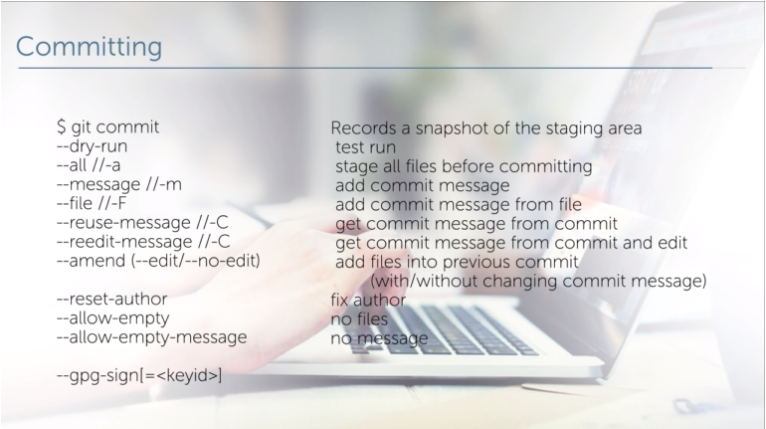 Committing
$ git commit Records a snapshot of the staging area
--dry-run test run
--all //-a stage all files before committing
--message //-m add commit message
--file //-F add commit message from file
--reuse-message //-C get commit message from commit
--reedit-message //-C get commit message from commit and edit
--amend (--edit/--no-edit) add files into previous commit
(with/without changing commit message)
--reset-author fix author
--allow-empty no files
--allow-empty-message no message
--gpg-sign[=<keyid>]